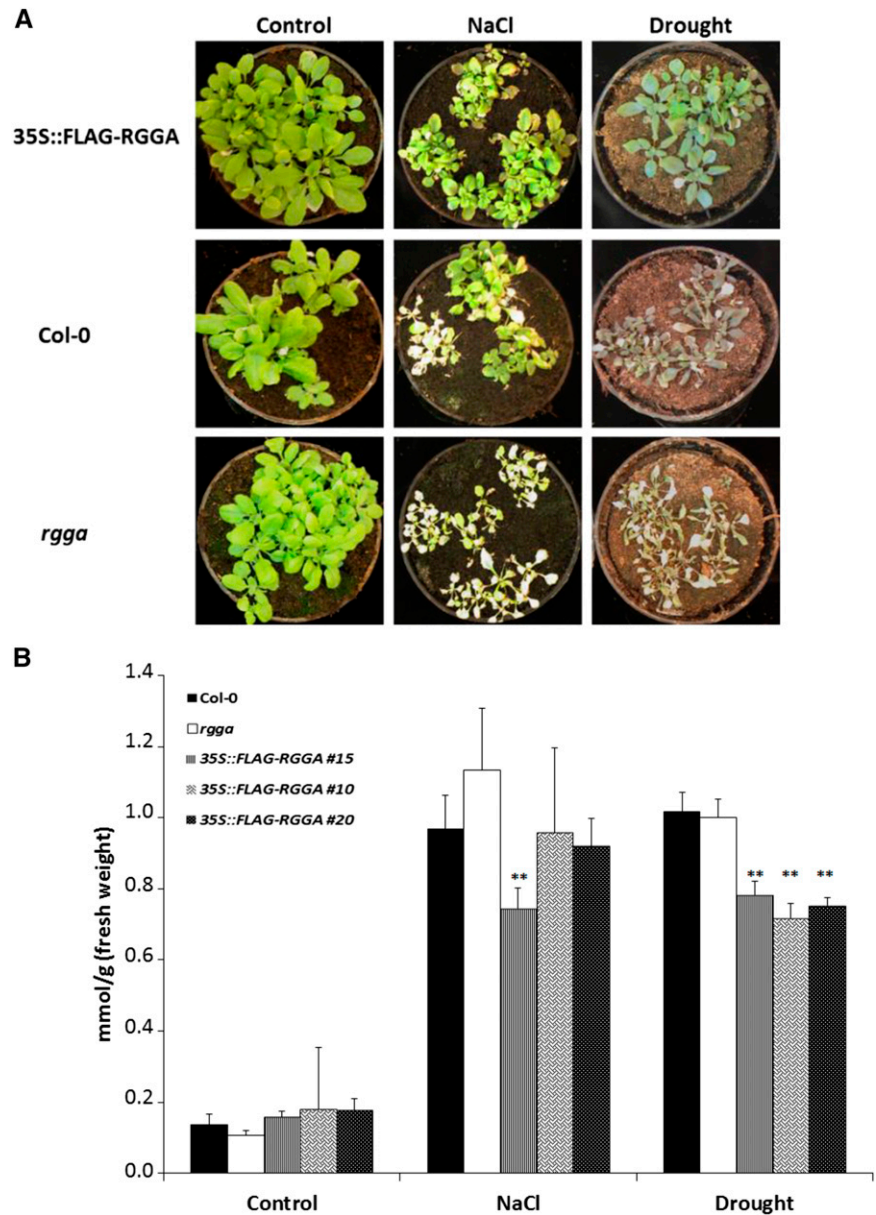 A
Control NaCl Drought
35S::FLAG-RGGA
Col-0
rgga
B
mmol/g (fresh weight)
1.4
1.2
1.0
0.8
0.6
0.4
0.2
0.0
Col-0
rgga
35S::FLAG-RGGA #15
35S::FLAG-RGGA #10
35S::FLAG-RGGA #20
**
** ** **
Control NaCl Drought